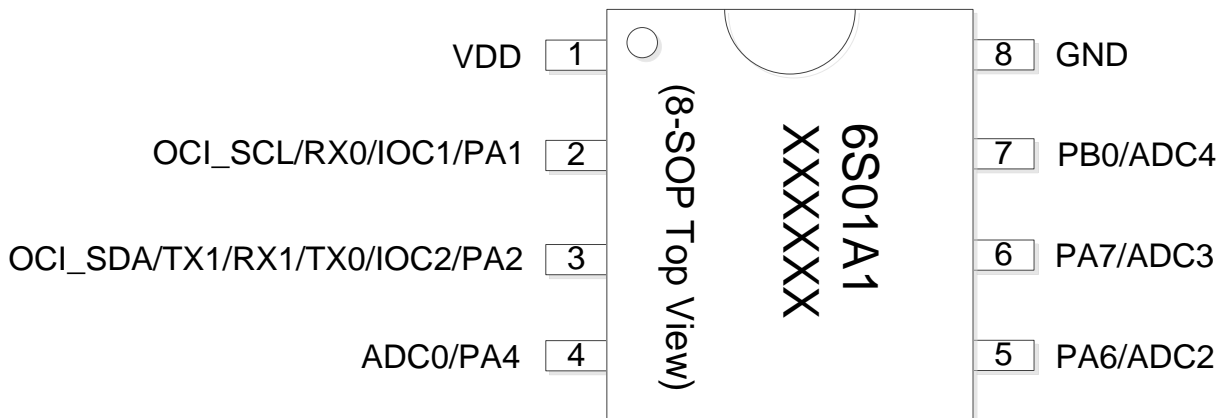 VDD 1
OCI_SCL/RX0/IOC1/PA1 2
OCI_SDA/TX1/RX1/TX0/IOC2/PA2 3
ADC0/PA4 4
(8-SOP Top View)
6S01A1
XXXXXX
8 GND
7 PB0/ADC4
6 PA7/ADC3
5 PA6/ADC2